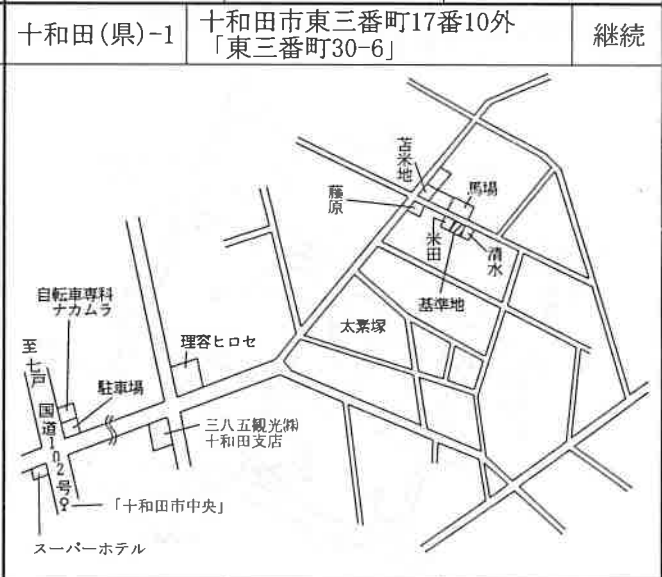 十和田(県)-1
十和田市東三番町17番10外
「東三番町30-6」
継続
苫米地
馬場
藤原
米田
清水
基準地
太素塚
自転車専科
ナカムラ
理容ヒロセ
至七戸
駐車場
国道102号
三八五観光㈱
十和田支店
「十和田市中央」
スーパーホテル